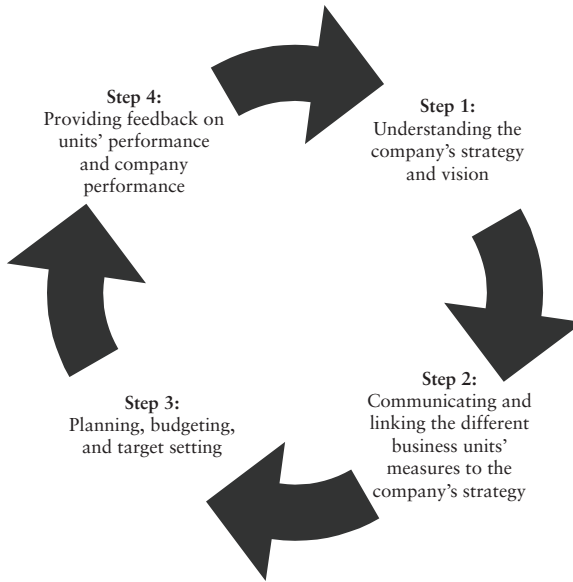 Step 1:
Understanding the
company’s strategy
and vision
Step 2:
Communicating and
linking the different
business units’
measures to the
company’s strategy
Step 3:
Planning, budgeting,
and target setting
Step 4:
Providing feedback on
units’ performance
and company
performance